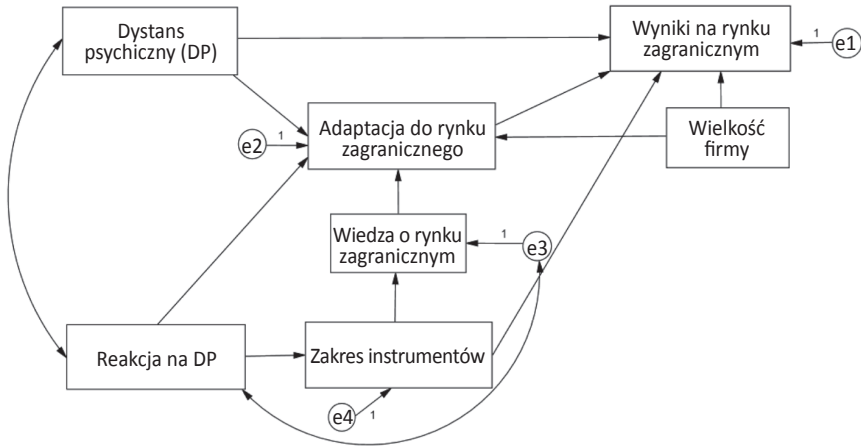 Dystans
psychiczny (DP)
Wyniki na rynku
zagranicznym
1
e1
Adaptacja do rynku
zagranicznego
e2
1
Wielkość
firmy
Wiedza o rynku
zagranicznym
1
e3
Reakcja na DP
Zakres instrumentów
e4
1